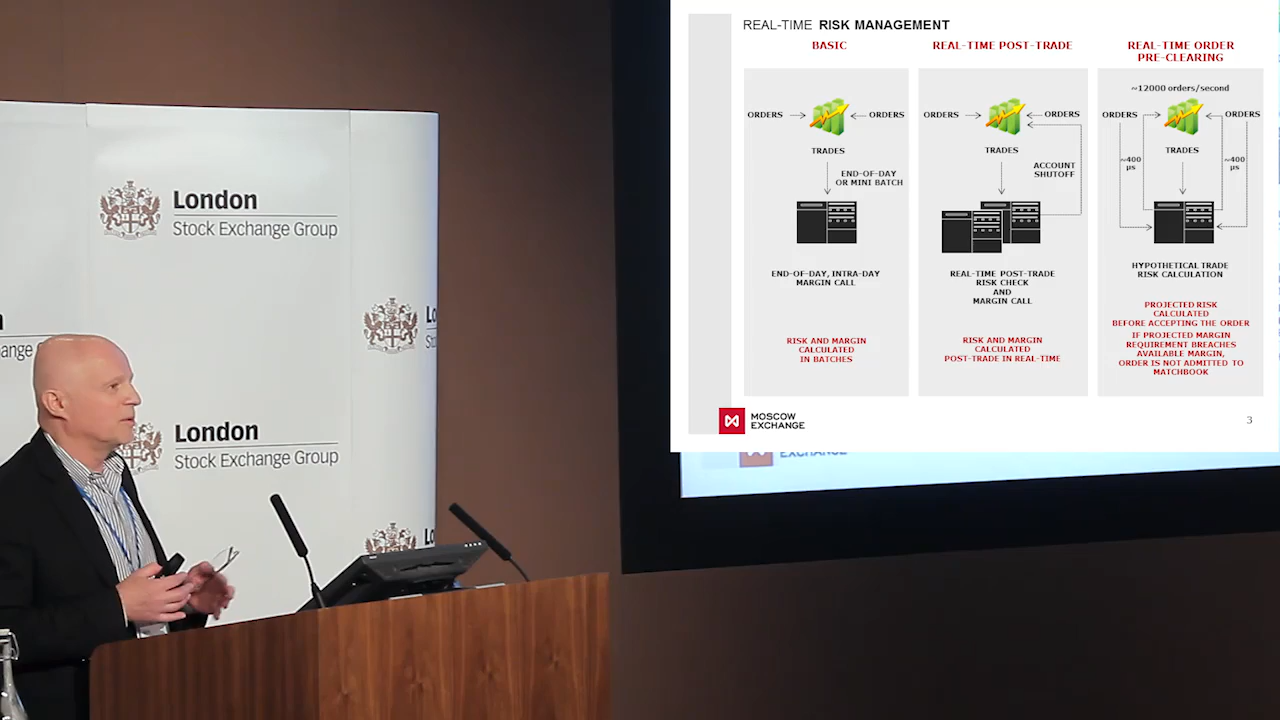 London
Stock Exchange Group
London
Stock Exchange Group
REAL-TIME RISK MANAGEMENT
BASIC
ORDERS
ORDERS
TRADES
END-OF-DAY
OR MINI BATCH
END-OF-DAY, INTRA-DAY
MARGIN CALL
RISK AND MARGIN
CALCULATED
IN BATCHES
REAL-TIME POST-TRADE
ORDERS
ORDERS
TRADES
ACCOUNT
SHUTOFF
REAL-TIME POST-TRADE
RISK CHECK
AND
MARGIN CALL
RISK AND MARGIN
CALCULATED
POST-TRADE IN REAL-TIME
REAL-TIME ORDER
PRE-CLEARING
~12000 orders/second
ORDERS
ORDERS
TRADES
~400
µs
~400
µs
HYPOTHETICAL TRADE
RISK CALCULATION
PROJECTED RISK
CALCULATED
BEFORE ACCEPTING THE ORDER
IF PROJECTED MARGIN
REQUIREMENT BREACHES
AVAILABLE MARGIN,
ORDER IS NOT ADMITTED TO
MATCHBOOK
MOSCOW
EXCHANGE
3